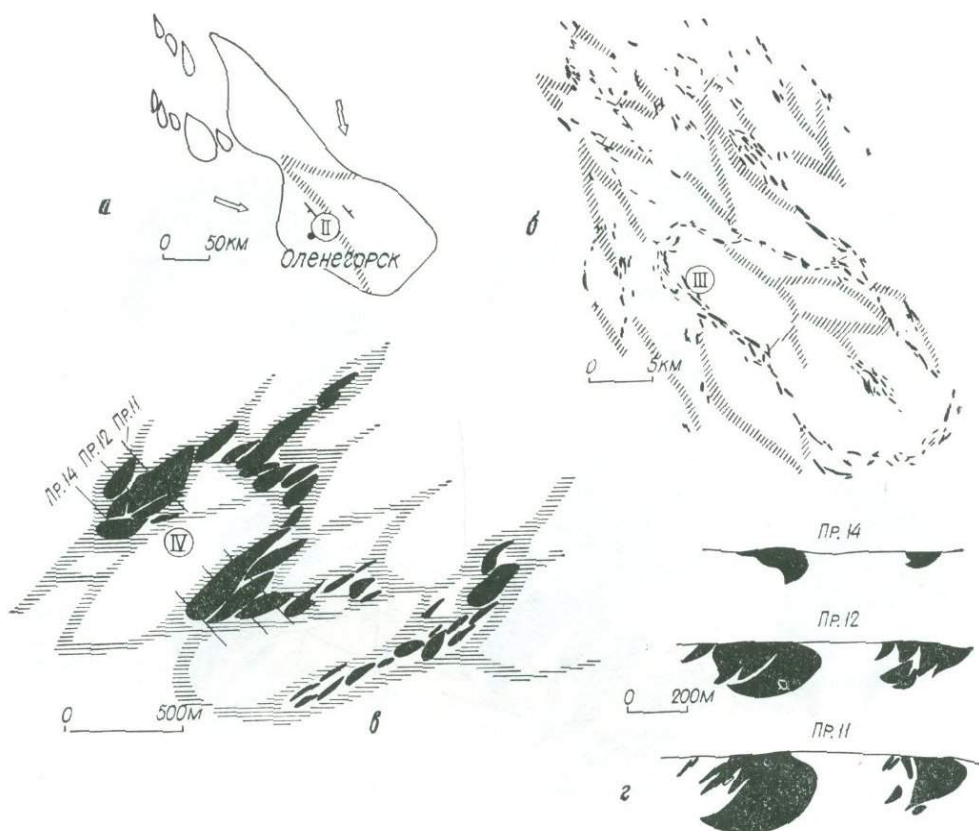 а
0 50КМ
II
Оленегорск
б
III
0 5КМ
ПР.14 ПР.12 ПР.11
IV
0 500М
в
ПР.14
ПР.12
0 200М
ПР.11
г